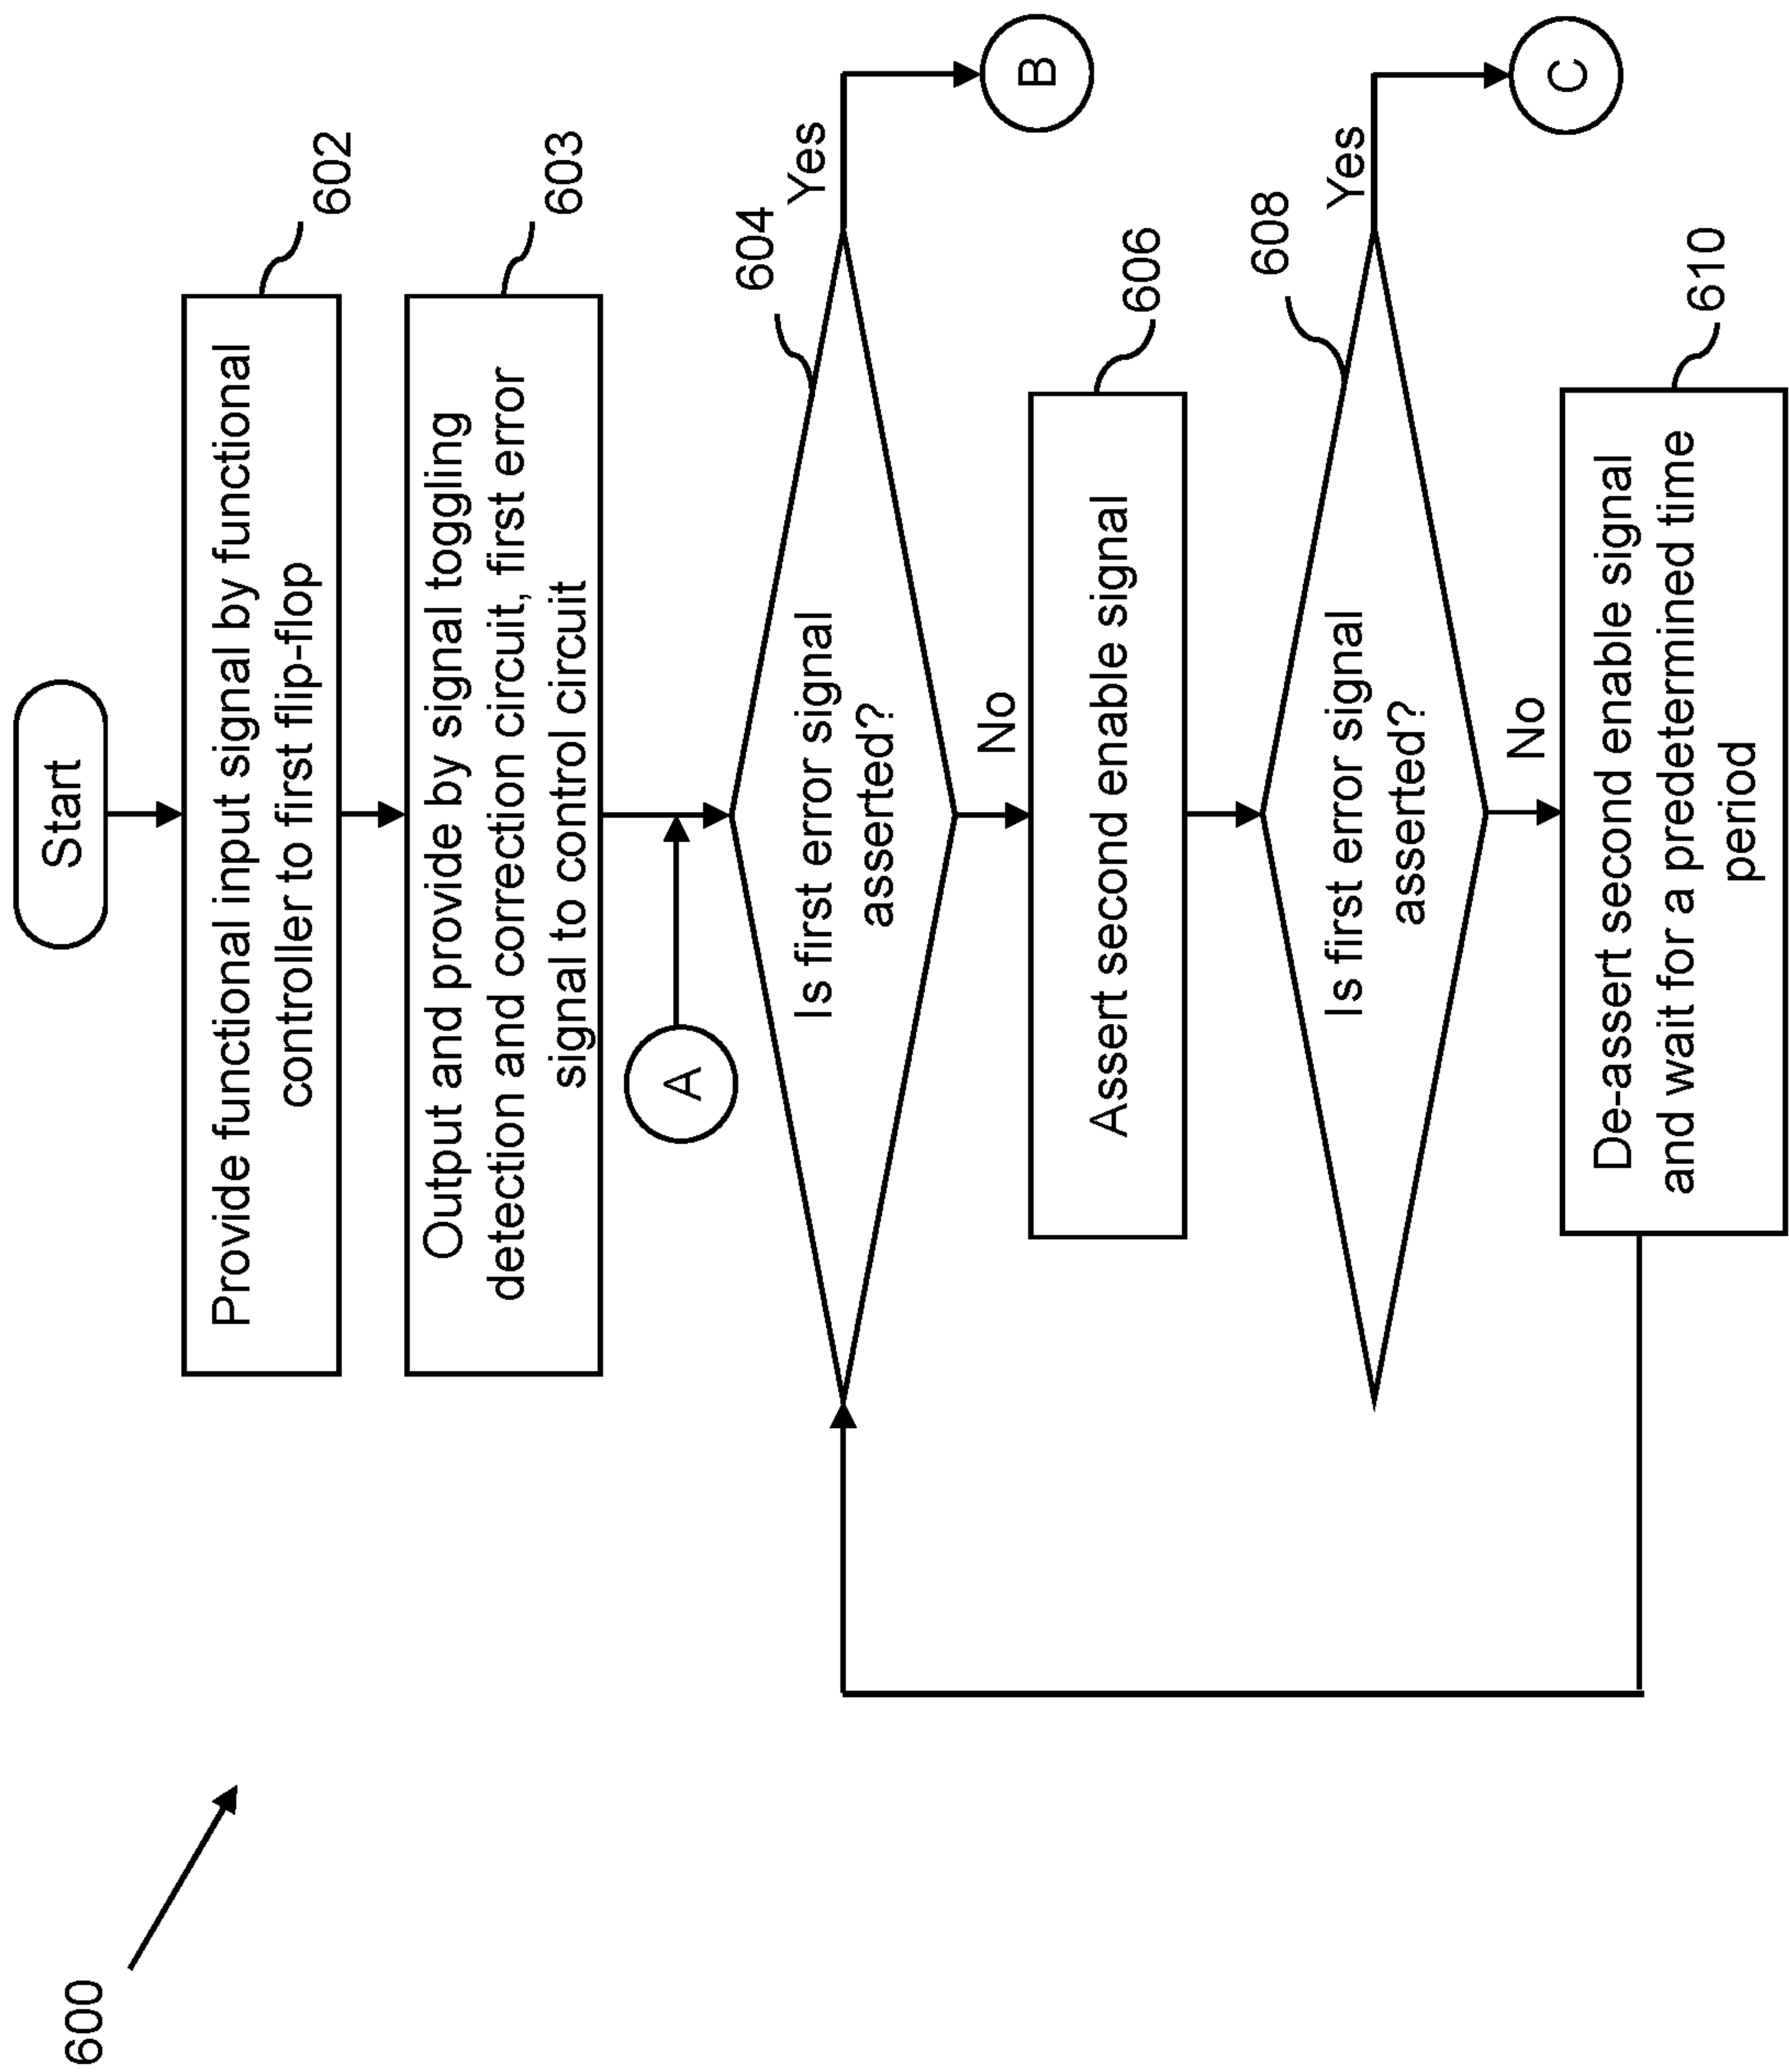 600
Start
Provide functional input signal by functional
controller to first flip-flop
602
Output and provide by signal toggling
detection and correction circuit, first error
signal to control circuit
603
A
604
Is first error signal
asserted?
Yes
B
No
Assert second enable signal
606
608
Is first error signal
asserted?
Yes
C
No
De-assert second enable signal
and wait for a predetermined time
period
610